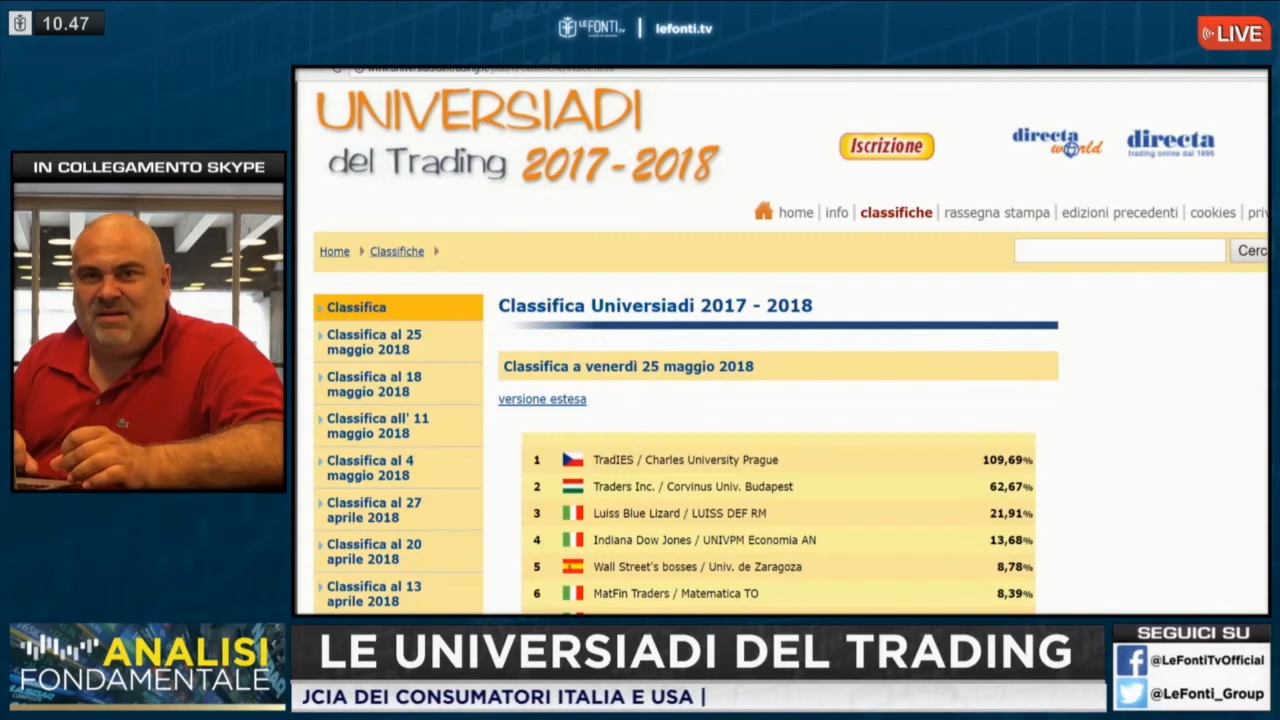 10.47
LE FONTI TV
lefonti.tv
LIVE
IN COLLEGAMENTO SKYPE
UNIVERSIADI
del Trading 2017-2018
Iscrizione
directa world
directa
trading online dal 1996
home info classifiche rassegna stampa edizioni precedenti cookies priv
Home Classifiche
Cerc
Classifica
Classifica al 25
maggio 2018
Classifica al 18
maggio 2018
Classifica all' 11
maggio 2018
Classifica al 4
maggio 2018
Classifica al 27
aprile 2018
Classifica al 20
aprile 2018
Classifica al 13
aprile 2018
Classifica Universiadi 2017 - 2018
Classifica a venerdì 25 maggio 2018
versione estesa
1 TradIES / Charles University Prague 109,69%
2 Traders Inc. / Corvinus Univ. Budapest 62,67%
3 Luiss Blue Lizard / LUISS DEF RM 21,91%
4 Indiana Dow Jones / UNIVPM Economia AN 13,68%
5 Wall Street's bosses / Univ. de Zaragoza 8,78%
6 MatFin Traders / Matematica TO 8,39%
ANALISI
FONDAMENTALE
LE UNIVERSIADI DEL TRADING
JCIA DEI CONSUMATORI ITALIA E USA |
SEGUICI SU
@LeFontiTvOfficial
@LeFonti_Group